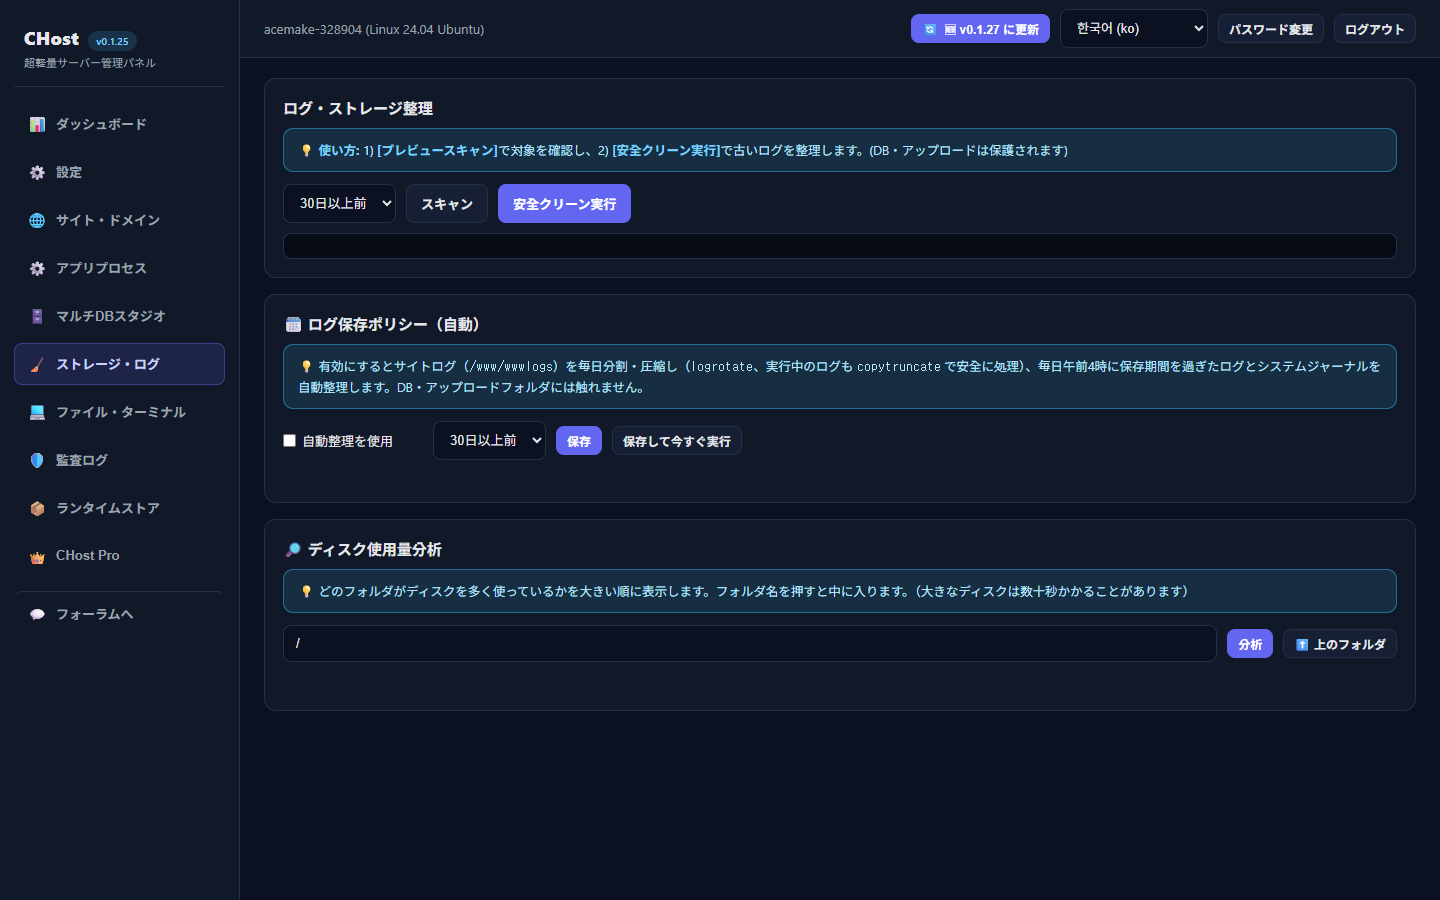 CHost v0.1.25
超軽量サーバー管理パネル
ダッシュボード
設定
サイト・ドメイン
アプリプロセス
マルチDBスタジオ
ストレージ・ログ
ファイル・ターミナル
監査ログ
ランタイムストア
CHost Pro
フォーラムへ
acemake-328904 (Linux 24.04 Ubuntu)
🔄 🆕 v0.1.27 に更新
한국어 (ko)
パスワード変更
ログアウト
ログ・ストレージ整理
💡 使い方: 1) [プレビュースキャン]で対象を確認し、2) [安全クリーン実行]で古いログを整理します。(DB・アップロードは保護されます)
30日以上前
スキャン
安全クリーン実行
ログ保存ポリシー（自動）
💡 有効にするとサイトログ（/www/wwwlogs）を毎日分割・圧縮し（logrotate、実行中のログも copytruncate で安全に処理）、毎日午前4時に保存期間を過ぎたログとシステムジャーナルを
自動整理します。DB・アップロードフォルダには触れません。
自動整理を使用
30日以上前
保存
保存して今すぐ実行
🔎 ディスク使用量分析
💡 どのフォルダがディスクを多く使っているかを大きい順に表示します。フォルダ名を押すと中に入ります。（大きなディスクは数十秒かかることがあります）
/
分析
⬆️ 上のフォルダ